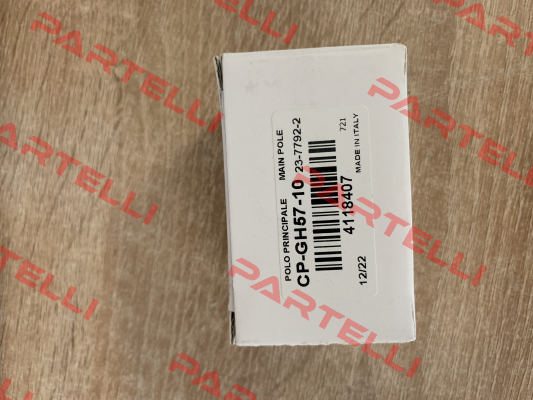 POLO PRINCIPALE MAIN POLE
CP-GH57-10 23-7792-2
4118407
721
12/22 MADE IN ITALY
PARTELLI
PARTELLI
PARTELLI
PARTELLI
PARTELLI
PARTELLI
PARTELLI